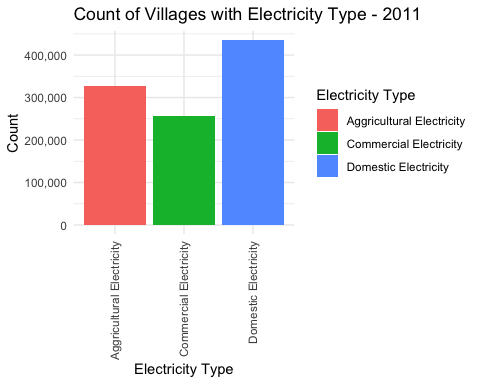 Count of Villages with Electricity Type - 2011
Count
400,000
300,000
200,000
100,000
0
Aggricultural Electricity
Commercial Electricity
Domestic Electricity
Electricity Type
Electricity Type
Aggricultural Electricity
Commercial Electricity
Domestic Electricity